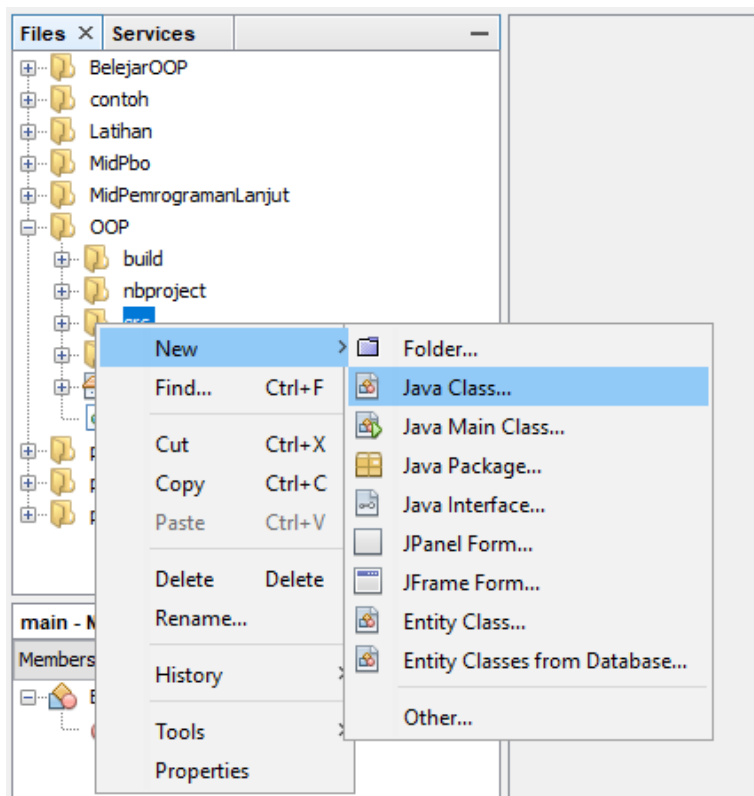 Files
Services
BelejarOOP
contoh
Latihan
MidPbo
MidPemrogramanLanjut
OOP
build
nbproject
src
New
Find... Ctrl+F
Cut Ctrl+X
Copy Ctrl+C
Paste Ctrl+V
Delete Delete
Rename...
History
Tools
Properties
Folder...
Java Class...
Java Main Class...
Java Package...
Java Interface...
JPanel Form...
JFrame Form...
Entity Class...
Entity Classes from Database...
Other...
main -
Members